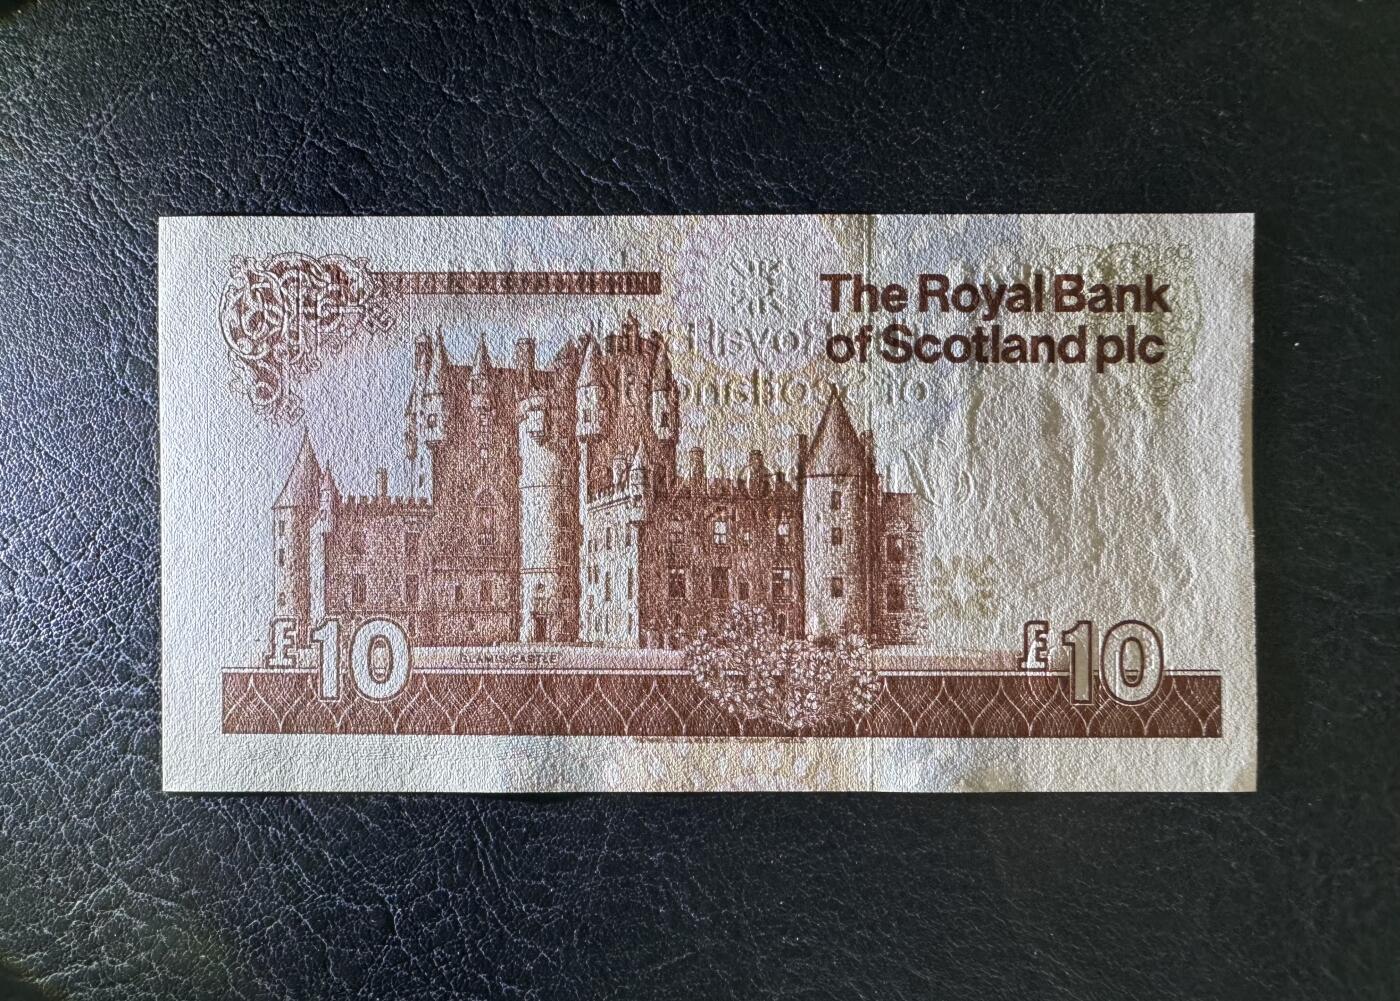 The Royal Bank
of Scotland plc
£10
GLAMIS CASTLE
£10